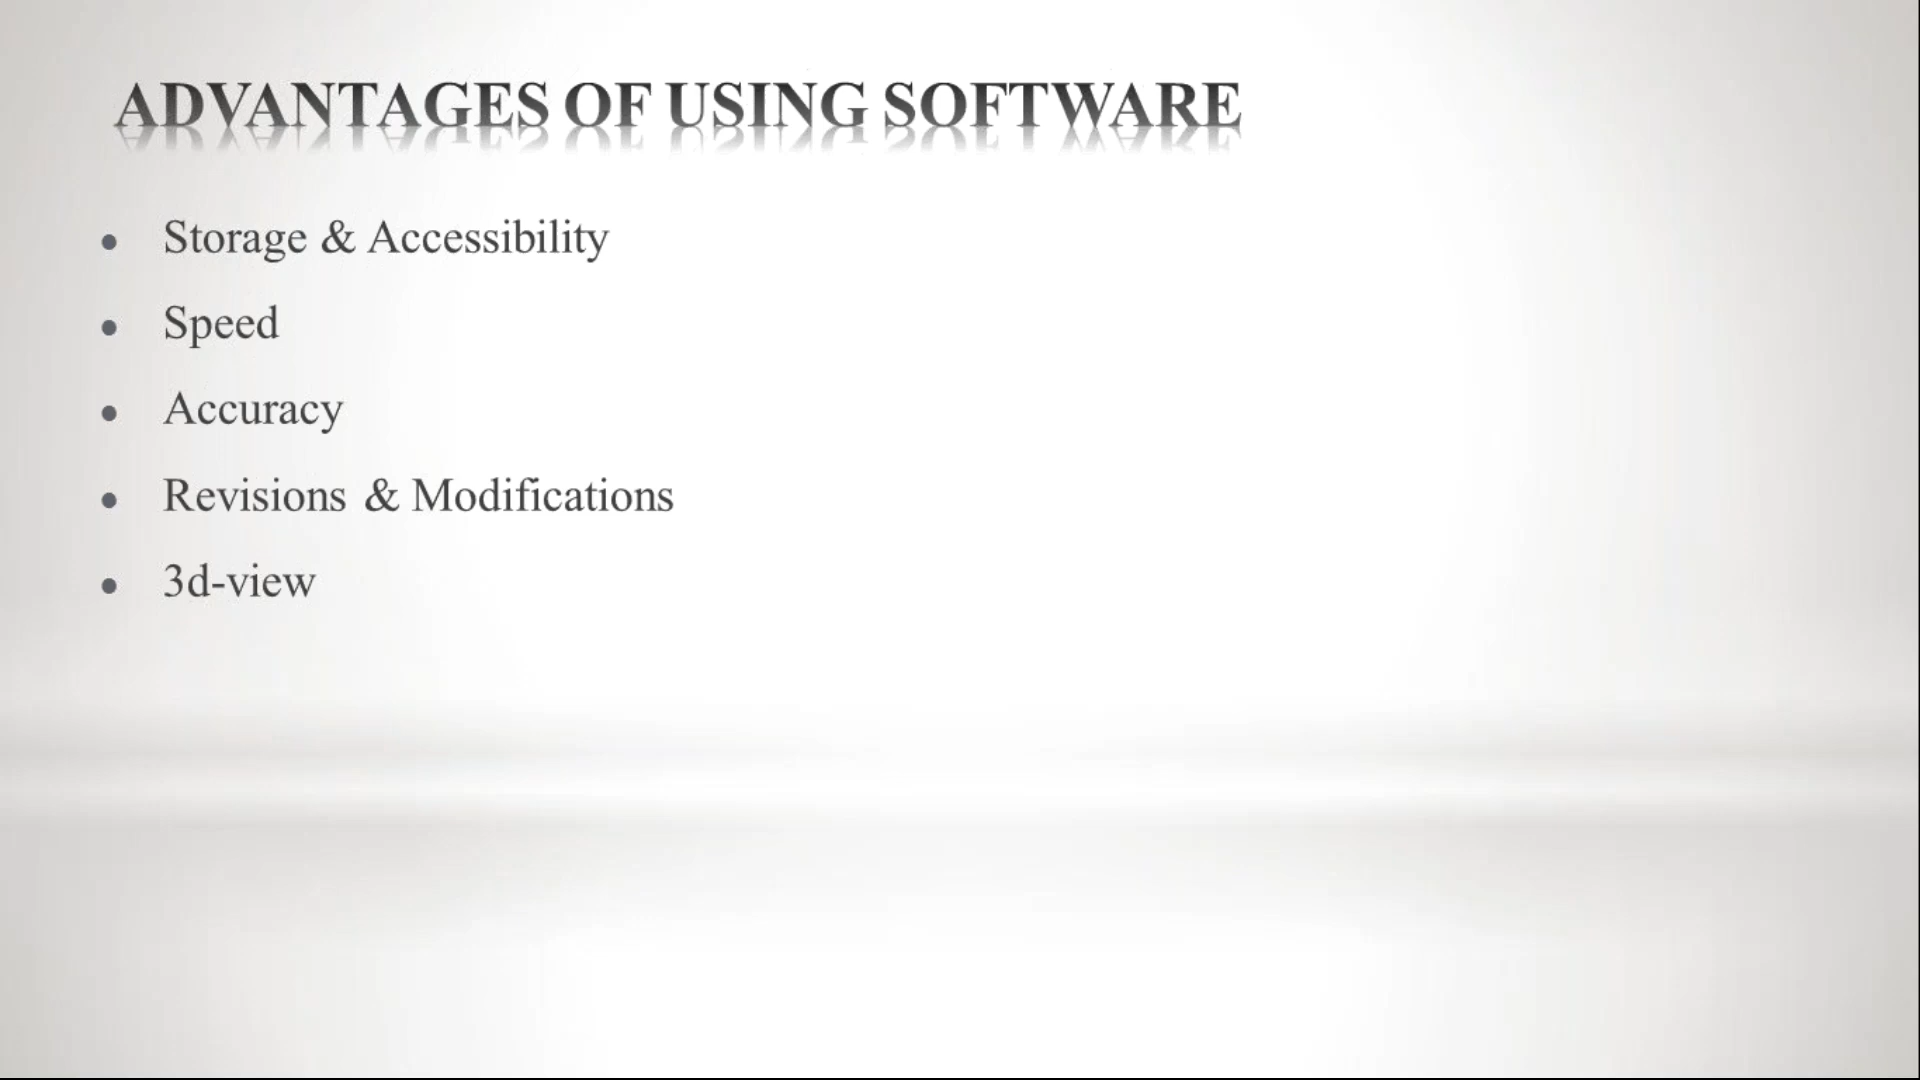 ADVANTAGES OF USING SOFTWARE
• Storage & Accessibility
• Speed
• Accuracy
• Revisions & Modifications
• 3d-view